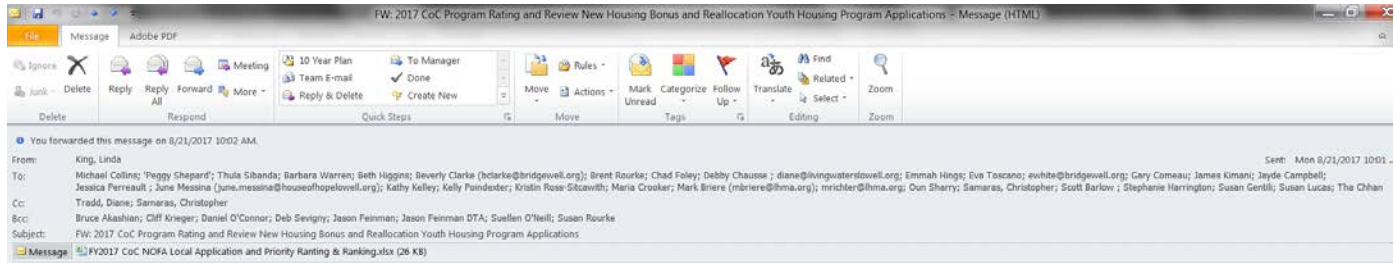 FW: 2017 CoC Program Rating and Review New Housing Bonus and Reallocation Youth Housing Program Applications - Message (HTML)
File Message Adobe PDF
Ignore
Junk
Delete
Reply
Reply All
Forward
Meeting
More
10 Year Plan
Team E-mail
Reply & Delete
To Manager
Done
Create New
Move
Rules
Actions
Mark Unread
Categorize
Follow Up
Translate
Find
Related
Select
Zoom
Delete Respond Quick Steps Move Tags Editing Zoom
You forwarded this message on 8/21/2017 10:02 AM.
From: King, Linda Sent: Mon 8/21/2017 10:01
To: Michael Collins; 'Peggy Shepard'; Thula Sibanda; Barbara Warren; Beth Higgins; Beverly Clarke (bclarke@bridgewell.org); Brent Rourke; Chad Foley; Debby Chausse ; diane@livingwaterslowell.org; Emmah Hings; Eva Toscano; ewhite@bridgewell.org; Gary Comeau; James Kimani; Jayde Campbell;
Jessica Perreault ; June Messina (june.messina@houseofhopelowell.org); Kathy Kelley; Kelly Poindexter; Kristin Ross-Sitcawith; Maria Crooker; Mark Briere (mbriere@lhma.org); mrichter@lhma.org; Oun Sharry; Samaras, Christopher; Scott Barlow ; Stephanie Harrington; Susan Gentili; Susan Lucas; Tha Chhan
Cc: Tradd, Diane; Samaras, Christopher
Bcc: Bruce Akashian; Cliff Krieger; Daniel O'Connor; Deb Sevigny; Jason Feinman; Jason Feinman DTA; Suellen O'Neill; Susan Rourke
Subject: FW: 2017 CoC Program Rating and Review New Housing Bonus and Reallocation Youth Housing Program Applications
Message FY2017 CoC NOFA Local Application and Priority Ranting & Ranking.xlsx (26 KB)